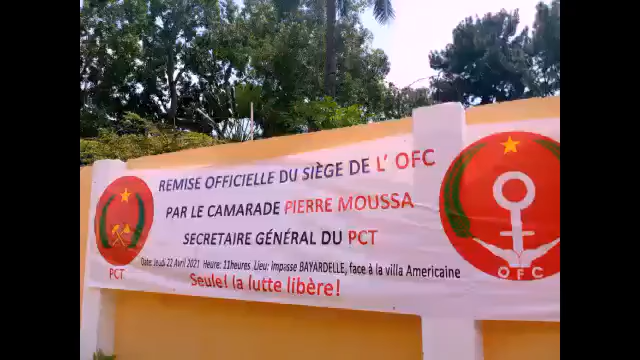 REMISE OFFICIELLE DU SIÈGE DE L' OFC
PAR LE CAMARADE PIERRE MOUSSA
SECRETAIRE GÉNÉRAL DU PCT
Date: Jeudi 22 Avril 2021 Heure: 11heures Lieu: Impasse BAYARDELLE, face à la villa Americaine
Seule! la lutte libère!
PCT
OFC